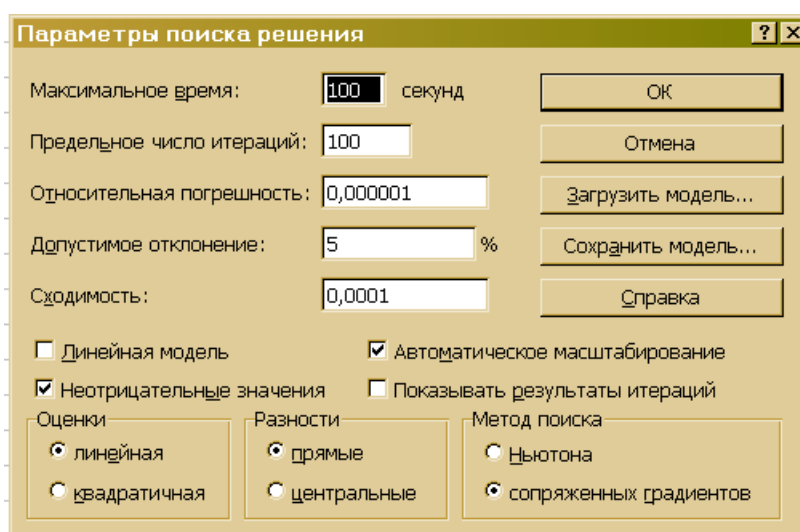 Параметры поиска решения
Максимальное время: 100 секунд ОК
Предельное число итераций: 100 Отмена
Относительная погрешность: 0,000001 Загрузить модель...
Допустимое отклонение: 5 % Сохранить модель...
Сходимость: 0,0001 Справка
Линейная модель Автоматическое масштабирование
Неотрицательные значения Показывать результаты итераций
Оценки Разности Метод поиска
линейная прямые Ньютона
квадратичная центральные сопряженных градиентов